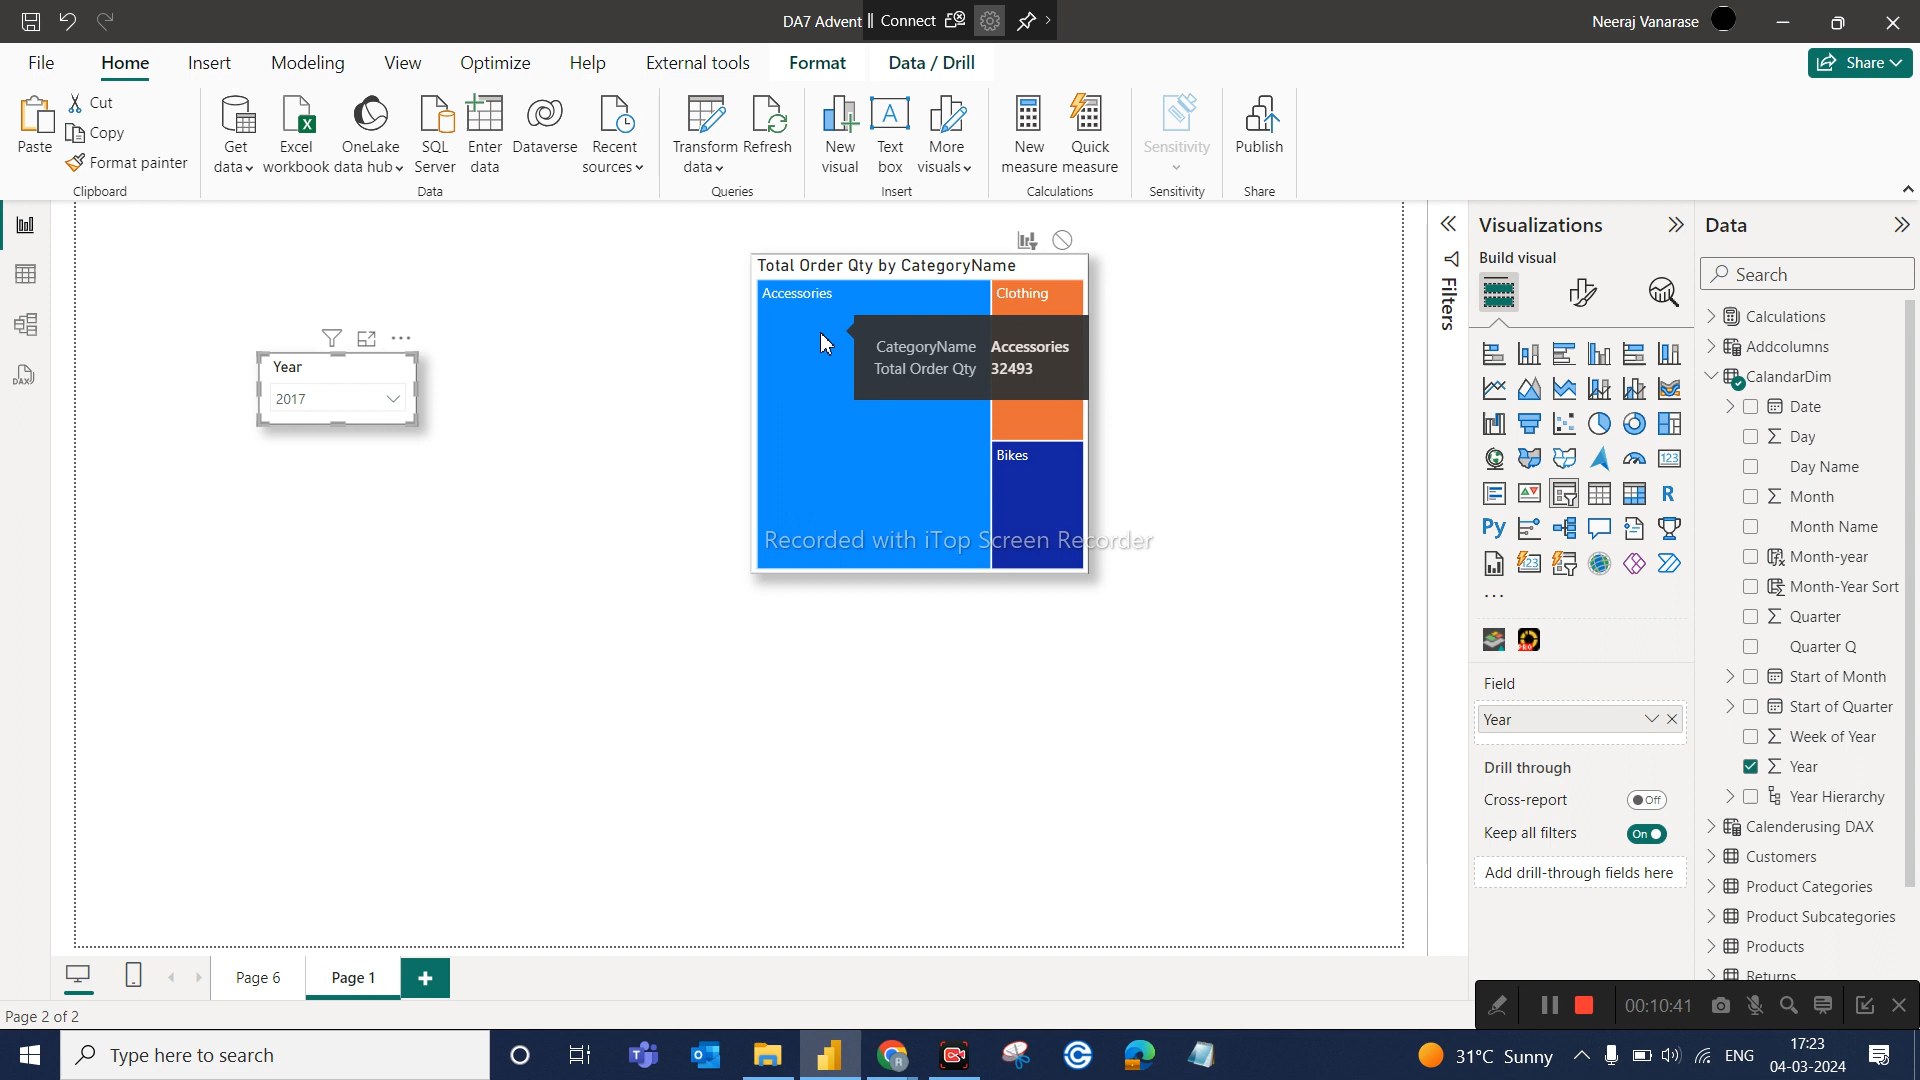 DA7 Advent
Connect
Neeraj Vanarase
File Home Insert Modeling View Optimize Help External tools Format Data / Drill
Share
Paste
Cut
Copy
Format painter
Clipboard
Get data
Excel workbook
OneLake data hub
SQL Server
Enter data
Dataverse
Recent sources
Data
Transform data
Refresh
Queries
New visual
Text box
More visuals
Insert
New measure
Quick measure
Calculations
Sensitivity
Sensitivity
Publish
Share
Year
2017
Total Order Qty by CategoryName
Accessories
Clothing
CategoryName Accessories
Total Order Qty 32493
Bikes
Recorded with iTop Screen Recorder
Filters
Visualizations
Build visual
R
Py
123
123
PRO
Field
Year
Drill through
Cross-report Off
Keep all filters On
Add drill-through fields here
Data
Search
Calculations
Addcolumns
CalandarDim
Date
Day
Day Name
Month
Month Name
Month-year
Month-Year Sort
Quarter
Quarter Q
Start of Month
Start of Quarter
Week of Year
Year
Year Hierarchy
Calenderusing DAX
Customers
Product Categories
Product Subcategories
Products
Returns
DAX
Page 6
Page 1
Page 2 of 2
00:10:41
Type here to search
31°C Sunny
ENG
17:23
04-03-2024